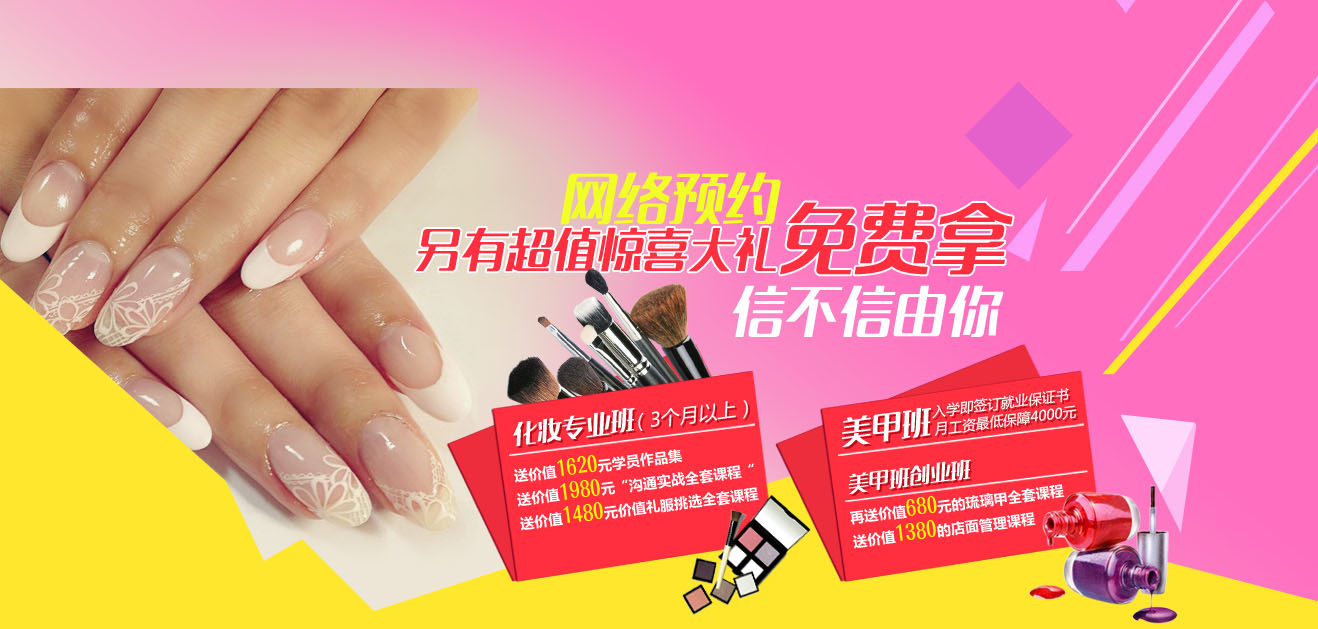 网络预约
另有超值惊喜大礼免费拿
信不信由你
化妆专业班（3个月以上）
送价值1620元学员作品集
送价值1980元“沟通实战全套课程“
送价值1480元价值礼服挑选全套课程
美甲班
入学即签订就业保证书
月工资最低保障4000元
美甲班创业班
再送价值680元的琉璃甲全套课程
送价值1380的店面管理课程